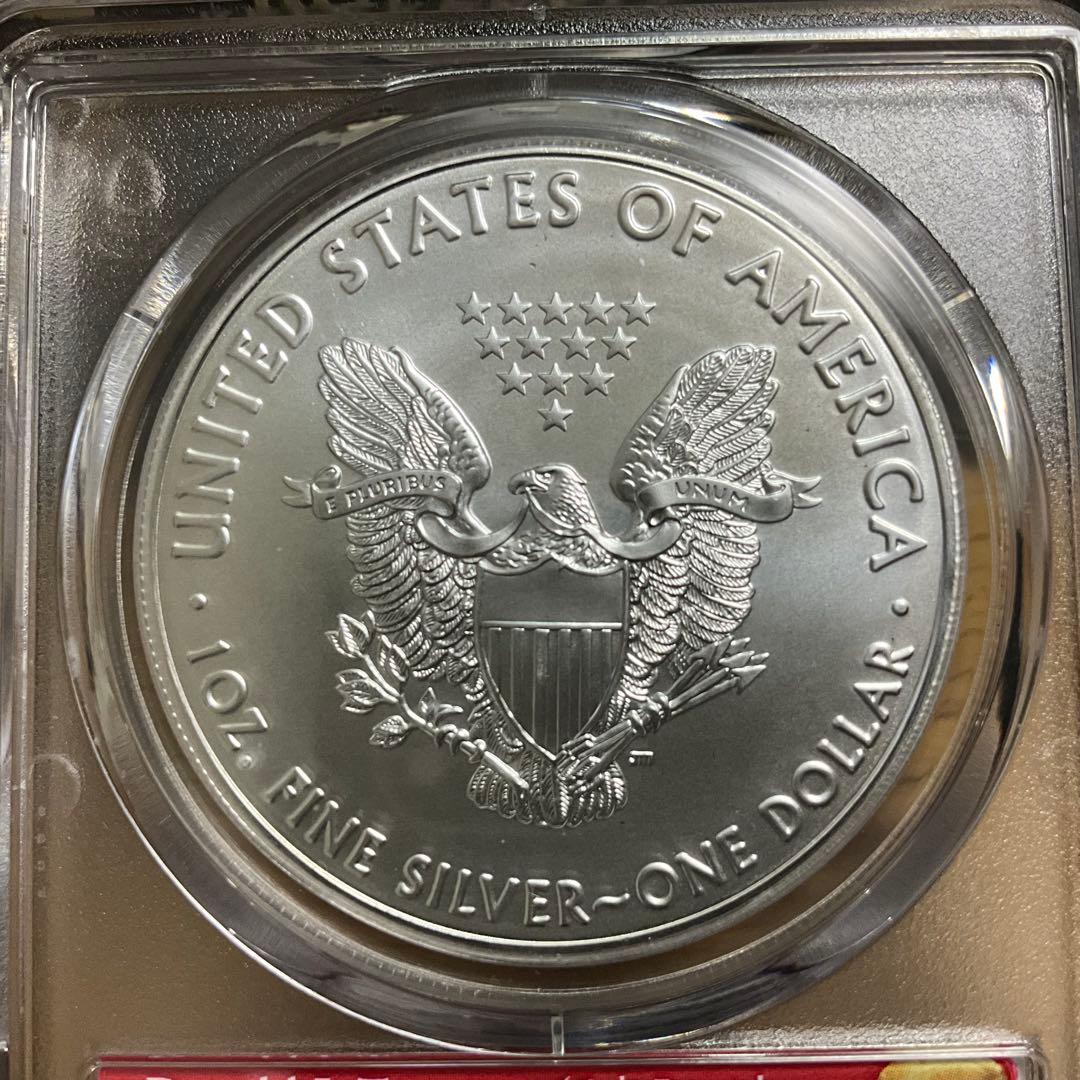 UNITED STATES OF AMERICA
E PLURIBUS UNUM
1 OZ. FINE SILVER~ONE DOLLAR